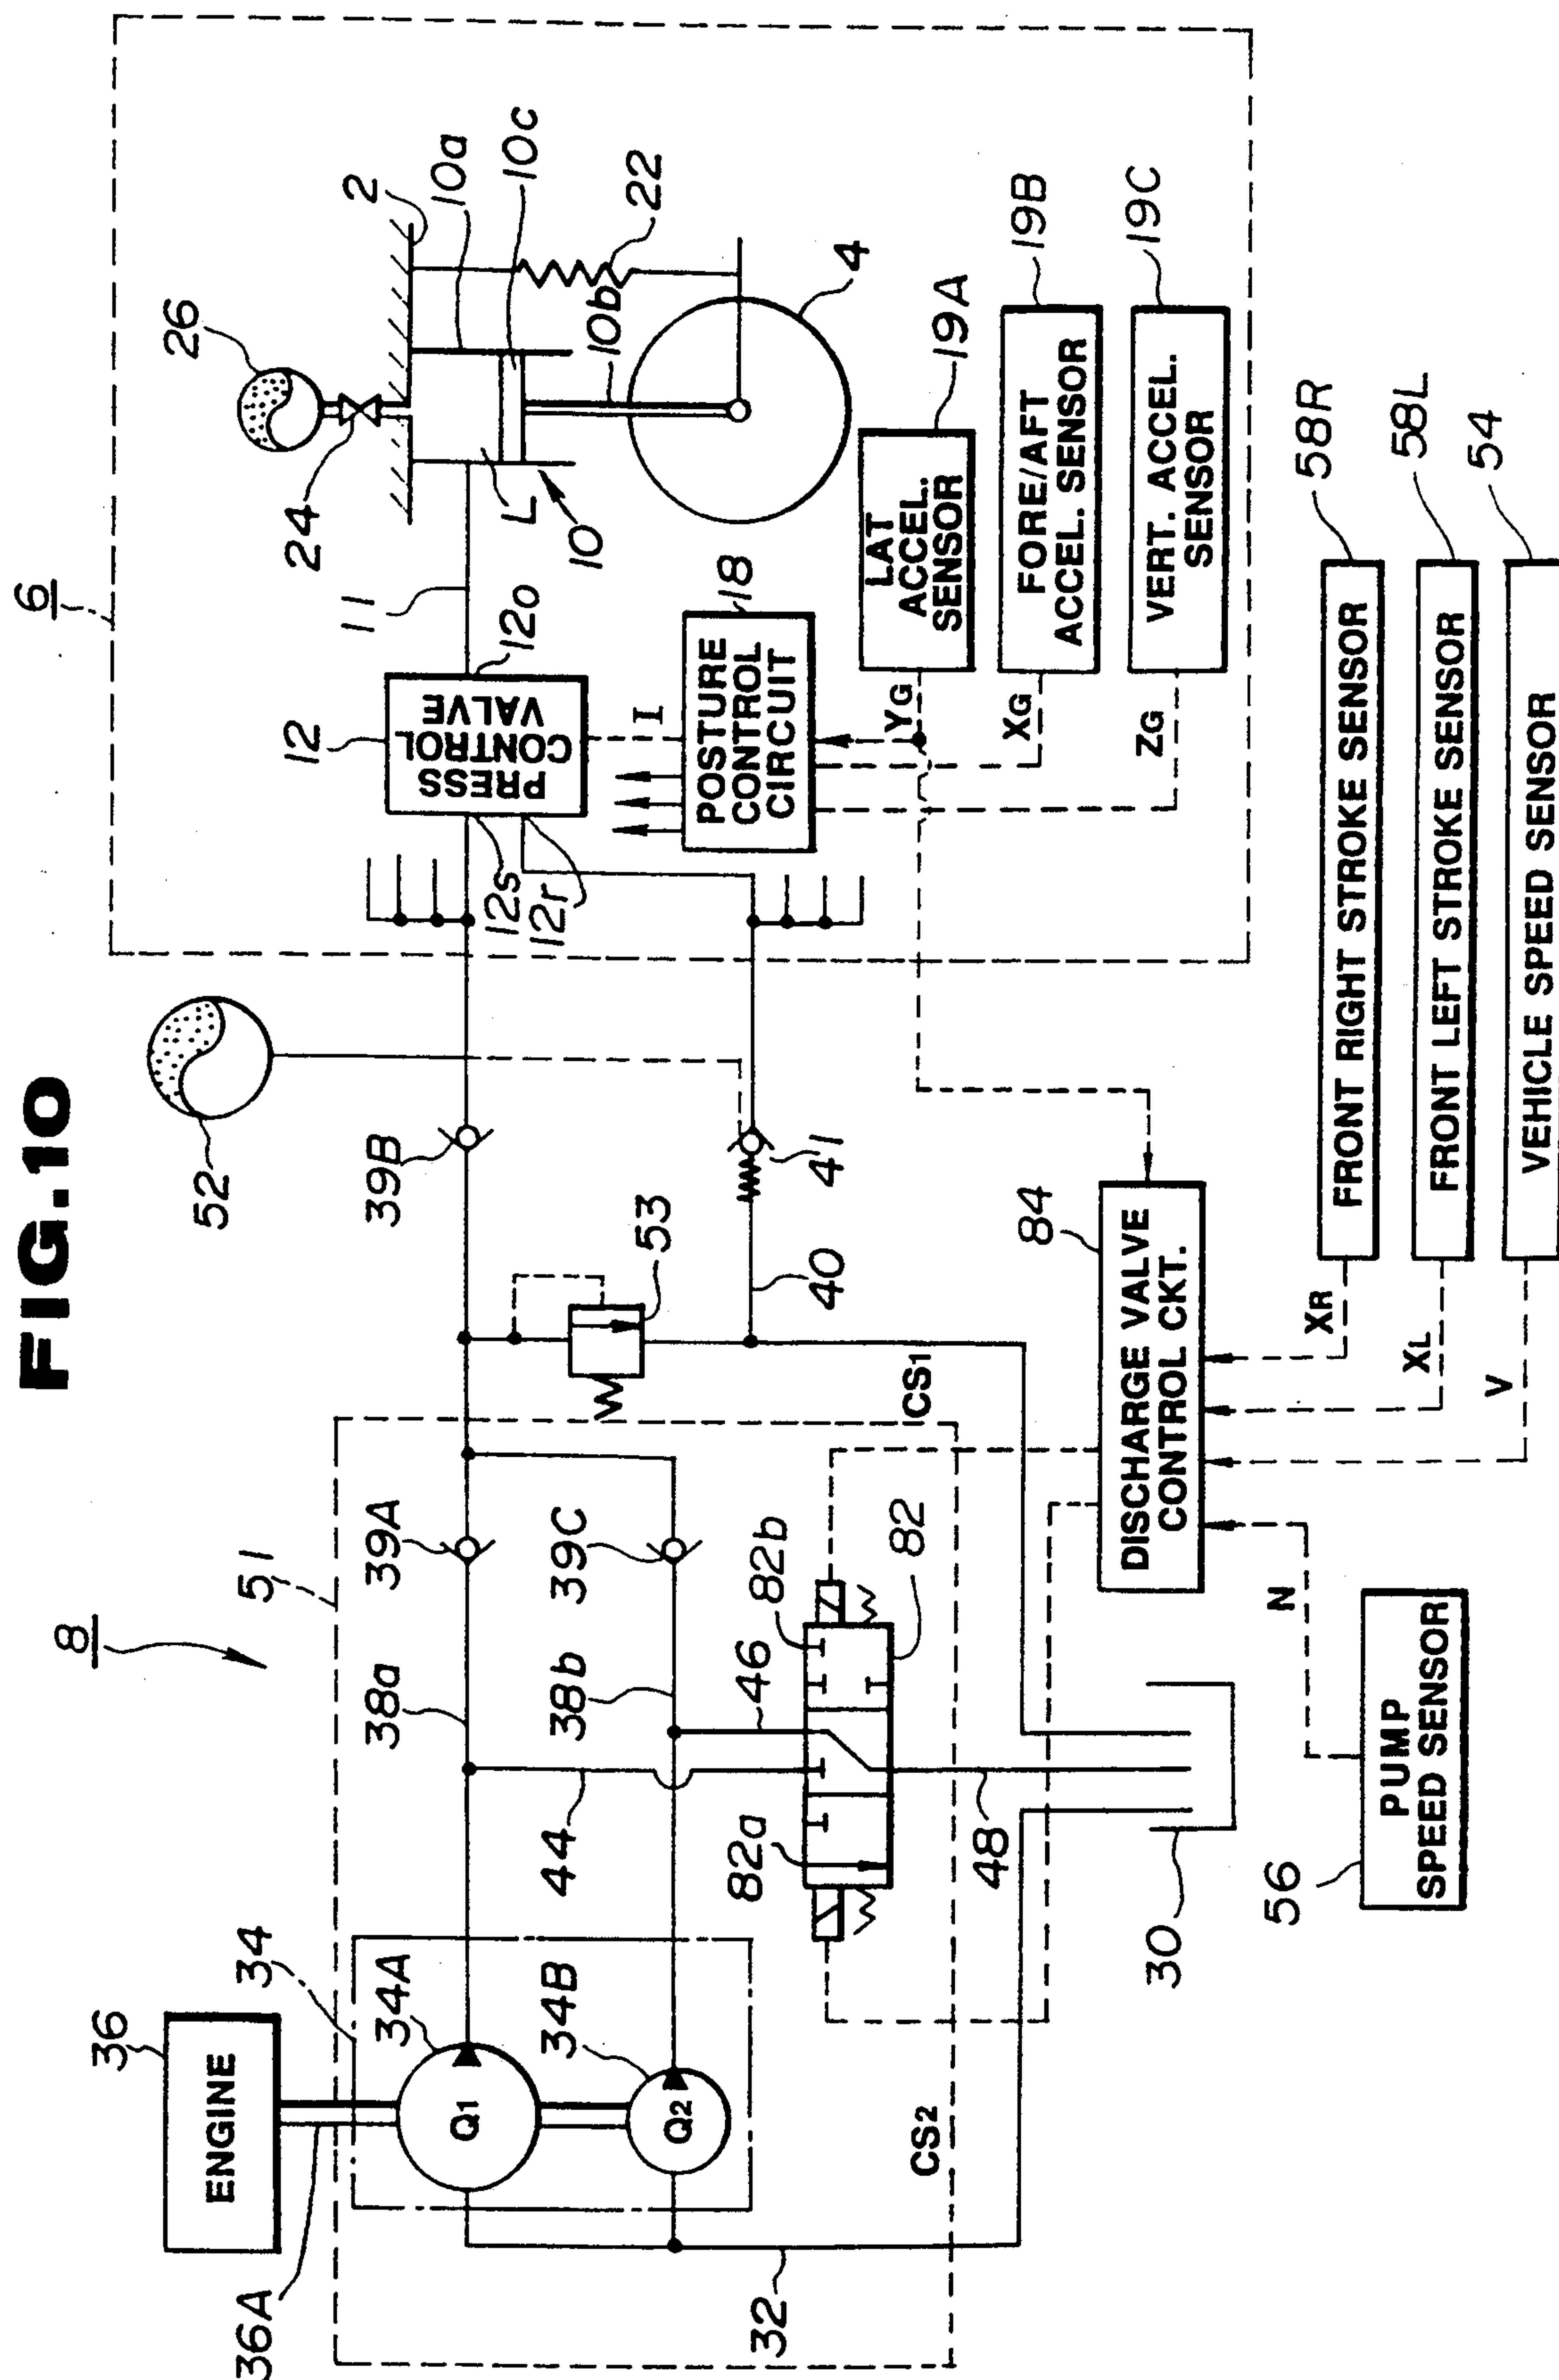 FIG.10
8
6
36
ENGINE
36A
34
34A
Q1
34B
Q2
32
51
38a
39A
38b
39C
44
46
82a
82b
82
48
30
CS1
CS2
52
39B
53
40
41
12
PRESS
CONTROL
VALVE
12o
12s
12r
11
I
18
POSTURE
CONTROL
CIRCUIT
26
24
2
10a
10c
22
10b
L
10
4
LAT
ACCEL.
SENSOR
19A
YG
FORE/AFT
ACCEL. SENSOR
19B
XG
VERT. ACCEL.
SENSOR
19C
ZG
84
DISCHARGE VALVE
CONTROL CKT.
FRONT RIGHT STROKE SENSOR
58R
XR
FRONT LEFT STROKE SENSOR
58L
XL
VEHICLE SPEED SENSOR
54
V
N
PUMP
SPEED SENSOR
56